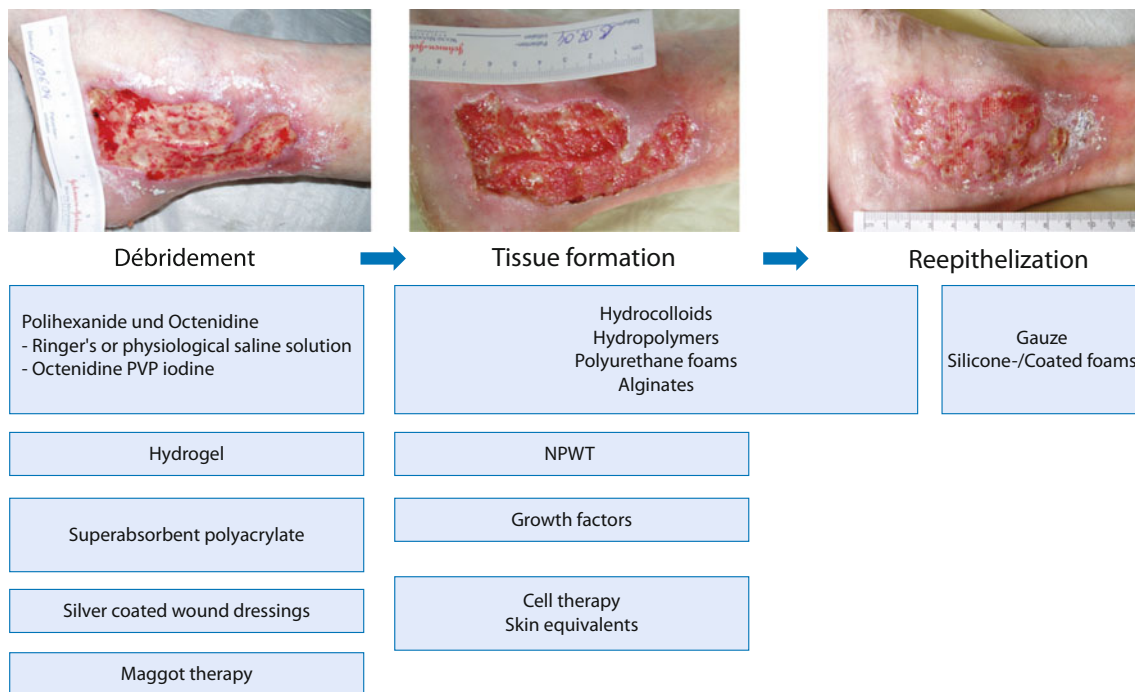 Débridement
Tissue formation
Reepithelization
Polihexanide und Octenidine
- Ringer's or physiological saline solution
- Octenidine PVP iodine
Hydrocolloids
Hydropolymers
Polyurethane foams
Alginates
Gauze
Silicone-/Coated foams
Hydrogel
NPWT
Superabsorbent polyacrylate
Growth factors
Silver coated wound dressings
Cell therapy
Skin equivalents
Maggot therapy